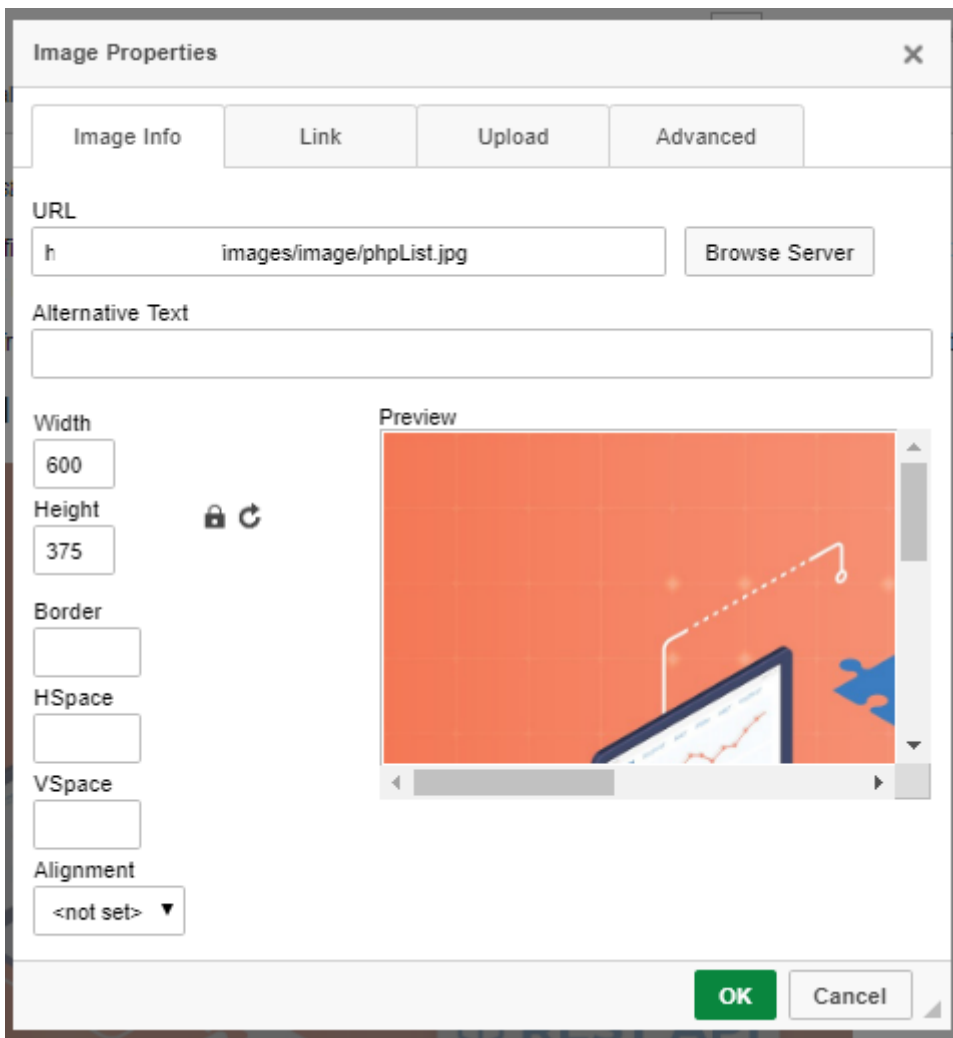 Image Properties
Image Info Link Upload Advanced
URL
h images/image/phpList.jpg Browse Server
Alternative Text
Width
Preview
600
Height
375
Border
HSpace
VSpace
Alignment
<not set>
OK Cancel